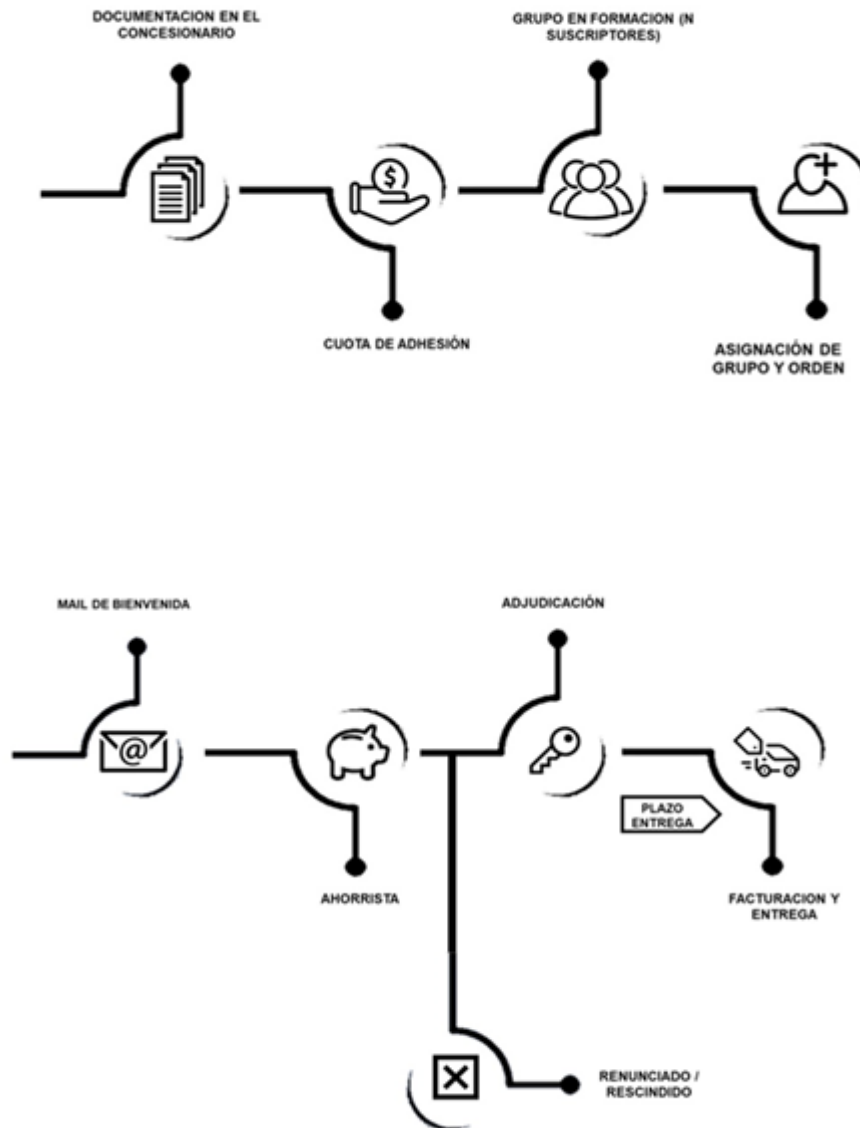 DOCUMENTACION EN EL
CONCESIONARIO
GRUPO EN FORMACION (N
SUSCRIPTORES)
$
CUOTA DE ADHESIÓN
ASIGNACIÓN DE
GRUPO Y ORDEN
MAIL DE BIENVENIDA
ADJUDICACIÓN
@
PLAZO
ENTREGA
AHORRISTA
FACTURACION Y
ENTREGA
RENUNCIADO /
RESCINDIDO